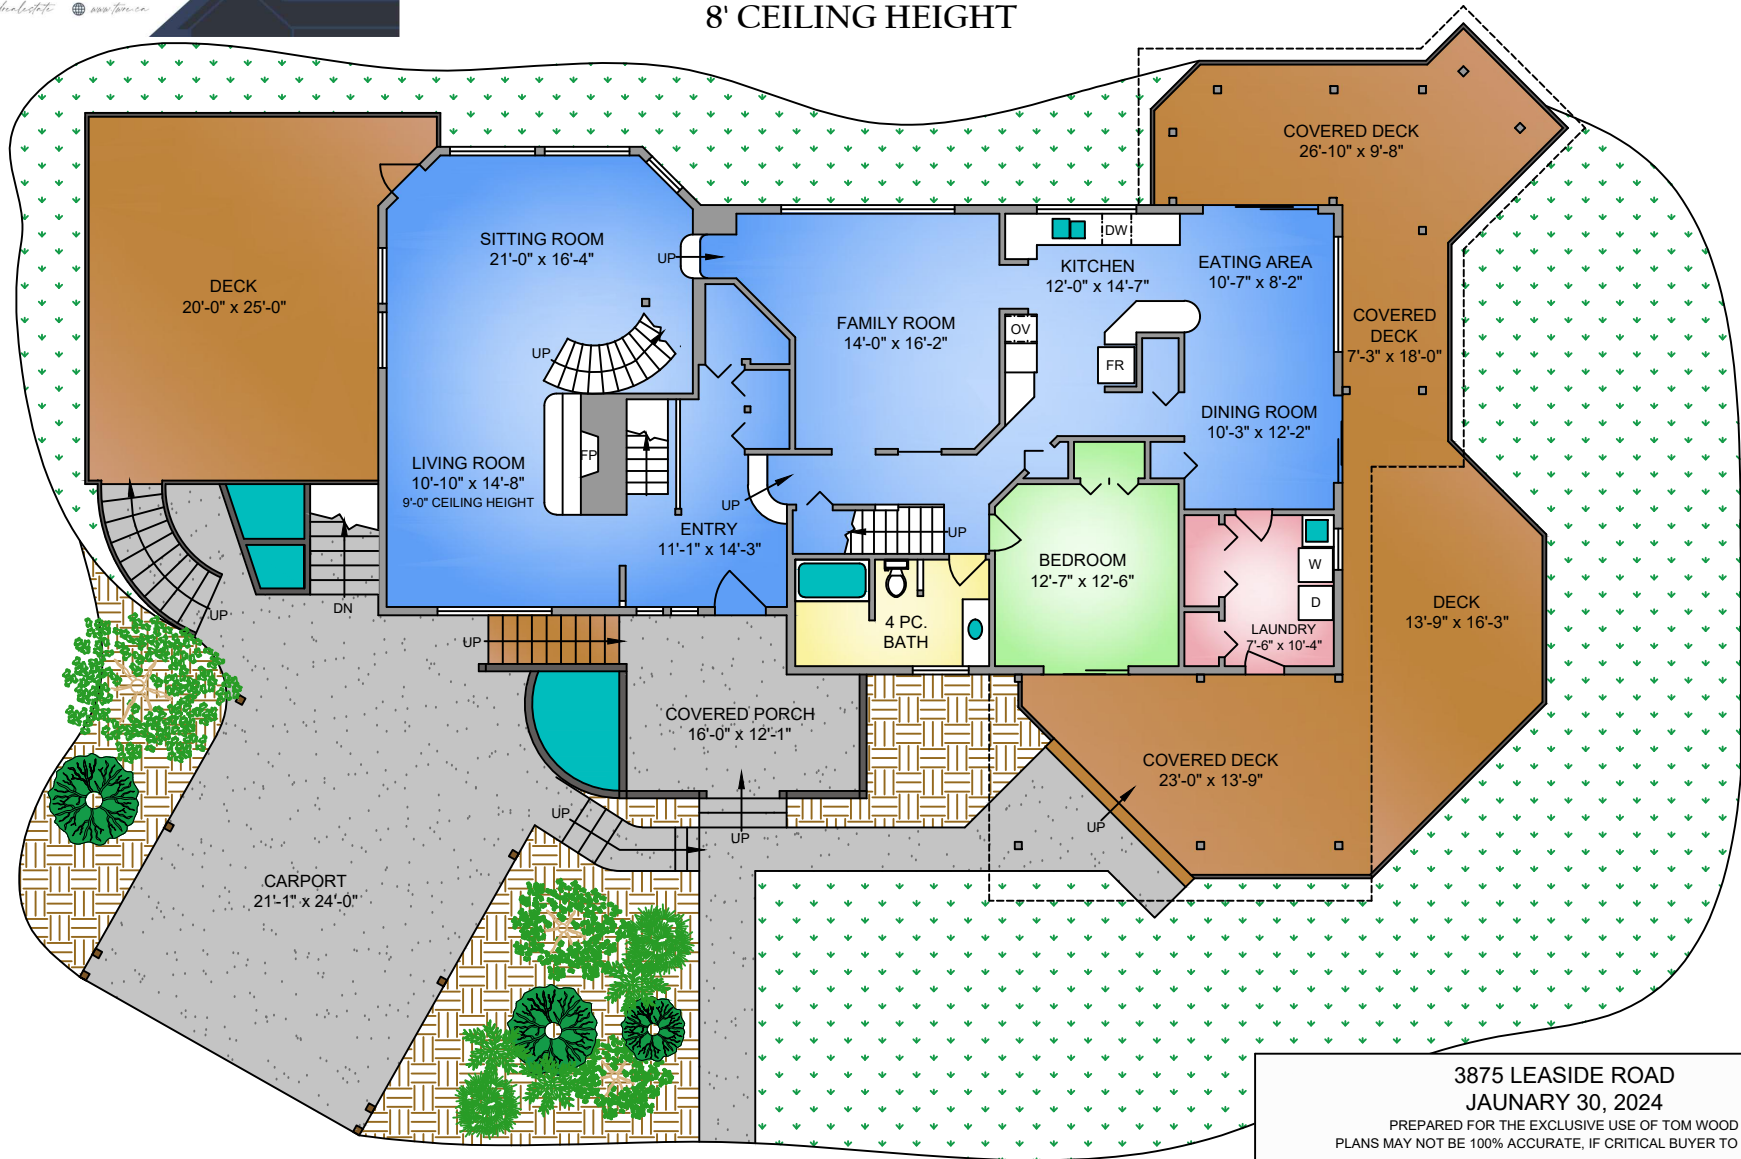 realestate www.twre.ca
8' CEILING HEIGHT
COVERED DECK
26'-10" x 9'-8"
SITTING ROOM
21'-0" x 16'-4"
UP
DW
KITCHEN
12'-0" x 14'-7"
EATING AREA
10'-7" x 8'-2"
DECK
20'-0" x 25'-0"
FAMILY ROOM
14'-0" x 16'-2"
OV
COVERED
DECK
7'-3" x 18'-0"
UP
FR
DINING ROOM
10'-3" x 12'-2"
FP
LIVING ROOM
10'-10" x 14'-8"
9'-0" CEILING HEIGHT
UP
ENTRY
11'-1" x 14'-3"
UP
BEDROOM
12'-7" x 12'-6"
W
D
DECK
13'-9" x 16'-3"
DN
UP
4 PC.
BATH
LAUNDRY
7'-6" x 10'-4"
UP
COVERED PORCH
16'-0" x 12'-1"
COVERED DECK
23'-0" x 13'-9"
UP
UP
UP
CARPORT
21'-1" x 24'-0"
3875 LEASIDE ROAD
JAUNARY 30, 2024
PREPARED FOR THE EXCLUSIVE USE OF TOM WOOD
PLANS MAY NOT BE 100% ACCURATE, IF CRITICAL BUYER TO